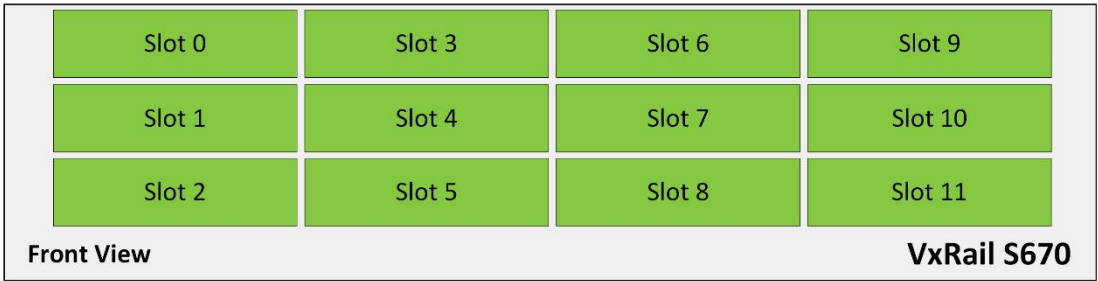 Slot 0 Slot 3 Slot 6 Slot 9
Slot 1 Slot 4 Slot 7 Slot 10
Slot 2 Slot 5 Slot 8 Slot 11
Front View VxRail S670